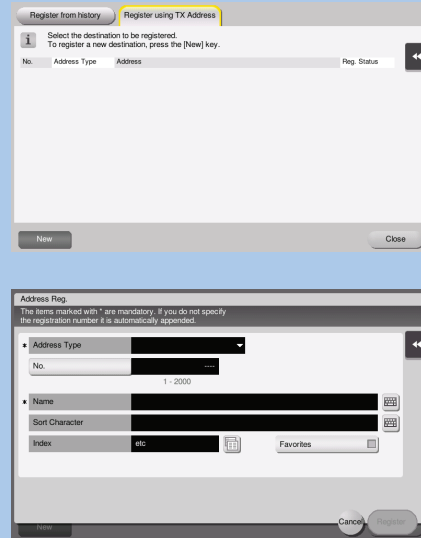 Register from history
Register using TX Address
Select the destination to be registered.
To register a new destination, press the [New] key.
No. Address Type Address Reg. Status
New
Close
Address Reg.
The items marked with * are mandatory. If you do not specify
the registration number it is automatically appended.
* Address Type
No. ----
1 - 2000
* Name
Sort Character
Index etc
Favorites
Cancel
Register
New